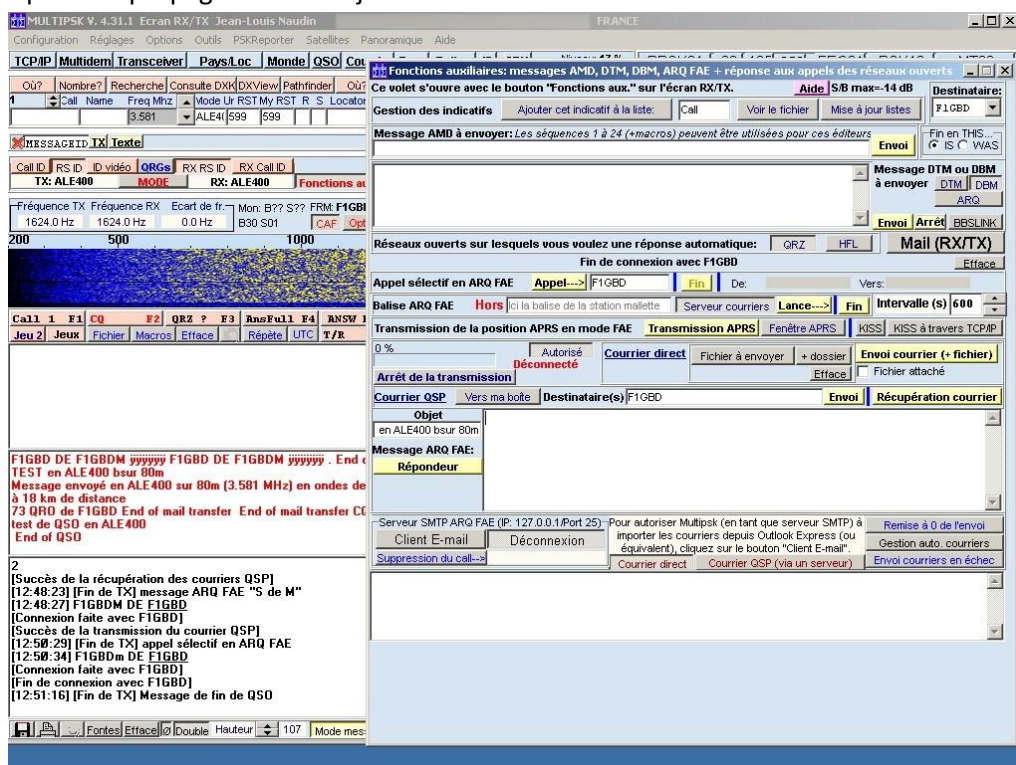 MULTIPSK V. 4.31.1 Ecran RX/TX Jean-Louis Naudin FRANCE
Configuration Réglages Options Outils PSKReporter Satellites Panoramique Aide
TCP/IP Multidem Transceiver Pays/Loc Monde QSO
Où? Nombre? Recherche Consulte DXK DXView Pathfinder Où?
1 Call Name Freq Mhz Mode Ur RST My RST R S Locator
3.581 ALE4( 599 599
MESSAGEID TX Texte
Call ID RS ID ID vidéo QRGs RX RS ID RX Call ID
TX: ALE400 MODE RX: ALE400 Fonctions au
Fréquence TX Fréquence RX Ecart de fr. Mon: B?? S?? FRM: F1GBI
1624.0 Hz 1624.0 Hz 0.0 Hz B30 S01 CAF Opt
200 500 1000
Call 1 F1 CQ F2 QRZ ? F3 AnsFull F4 ANSW
Jeu 2 Jeux Fichier Macros Efface Répète UTC T/R
F1GBD DE F1GBDM ÿÿÿÿÿÿ F1GBD DE F1GBDM ÿÿÿÿÿÿ . End
TEST en ALE400 bsur 80m
Message envoyé en ALE400 sur 80m (3.581 MHz) en ondes de
à 18 km de distance
73 QRO de F1GBD End of mail transfer End of mail transfer
test de QSO en ALE400
End of QSO
2
[Succès de la récupération des courriers QSP]
[12:48:23] [Fin de TX] message ARQ FAE "S de M"
[12:48:27] F1GBDM DE F1GBD
[Connexion faite avec F1GBD]
[Succès de la transmission du courrier QSP]
[12:50:29] [Fin de TX] appel sélectif en ARQ FAE
[12:50:34] F1GBDm DE F1GBD
[Connexion faite avec F1GBD]
[Fin de connexion avec F1GBD]
[12:51:16] [Fin de TX] Message de fin de QSO
Fontes Efface Ø Double Hauteur 107 Mode mes
Fonctions auxiliaires: messages AMD, DTM, DBM, ARQ FAE + réponse aux appels des réseaux ouverts
Ce volet s'ouvre avec le bouton "Fonctions aux." sur l'écran RX/TX. Aide S/B max=-14 dB Destinataire:
Gestion des indicatifs Ajouter cet indicatif à la liste: Call Voir le fichier Mise à jour listes F1GBD
Message AMD à envoyer: Les séquences 1 à 24 (+macros) peuvent être utilisées pour ces éditeurs Fin en THIS...
Envoi IS WAS
Message DTM ou DBM
à envoyer DTM DBM
ARQ
Envoi Arrêt BBSLINK
Réseaux ouverts sur lesquels vous voulez une réponse automatique: QRZ HFL Mail (RX/TX)
Fin de connexion avec F1GBD Efface
Appel sélectif en ARQ FAE Appel---> F1GBD Fin De: Vers:
Balise ARQ FAE Hors Ici la balise de la station mallette Serveur courriers Lance---> Fin Intervalle (s) 600
Transmission de la position APRS en mode FAE Transmission APRS Fenêtre APRS KISS KISS à travers TCP/IP
0 % Autorisé Courrier direct Fichier à envoyer + dossier Envoi courrier (+ fichier)
Déconnecté
Arrêt de la transmission Efface Fichier attaché
Courrier QSP Vers ma boîte Destinataire(s) F1GBD Envoi Récupération courrier
Objet
en ALE400 bsur 80m
Message ARQ FAE:
Répondeur
Serveur SMTP ARQ FAE (IP: 127.0.0.1/Port 25) Pour autoriser Multipsk (en tant que serveur SMTP) à Remise à 0 de l'envoi
Client E-mail Déconnexion importer les courriers depuis Outlook Express (ou Gestion auto. courriers
équivalent), cliquez sur le bouton "Client E-mail".
Suppression du call--> Courrier direct Courrier QSP (via un serveur) Envoi courriers en échec